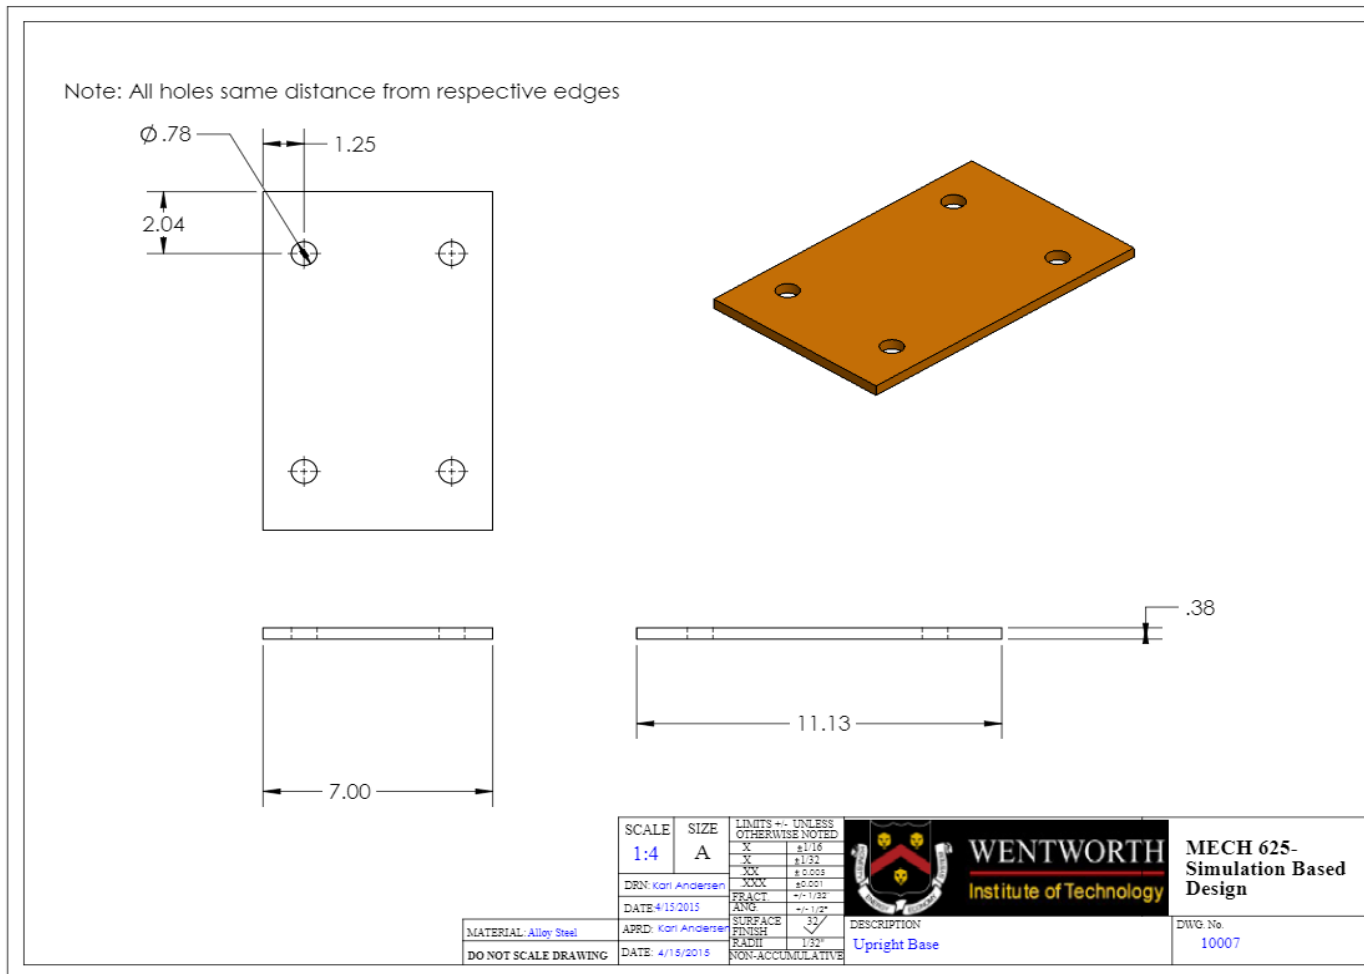 Note: All holes same distance from respective edges
Ø .78
1.25
2.04
.38
11.13
7.00
SCALE
1:4
SIZE
A
LIMITS +/- UNLESS
OTHERWISE NOTED
X ±1/16
X ±1/32
XX ±0.005
XXX ±0.001
FRACT. +/-1/32"
ANG. +/-1/2°
SURFACE
FINISH 32
RADII 1/32"
NON-ACCUMULATIVE
DRN: Karl Andersen
DATE: 4/15/2015
APRD: Karl Andersen
DATE: 4/15/2015
MATERIAL: Alloy Steel
DO NOT SCALE DRAWING
WENTWORTH
Institute of Technology
MECH 625-
Simulation Based
Design
DESCRIPTION
Upright Base
DWG. No.
10007